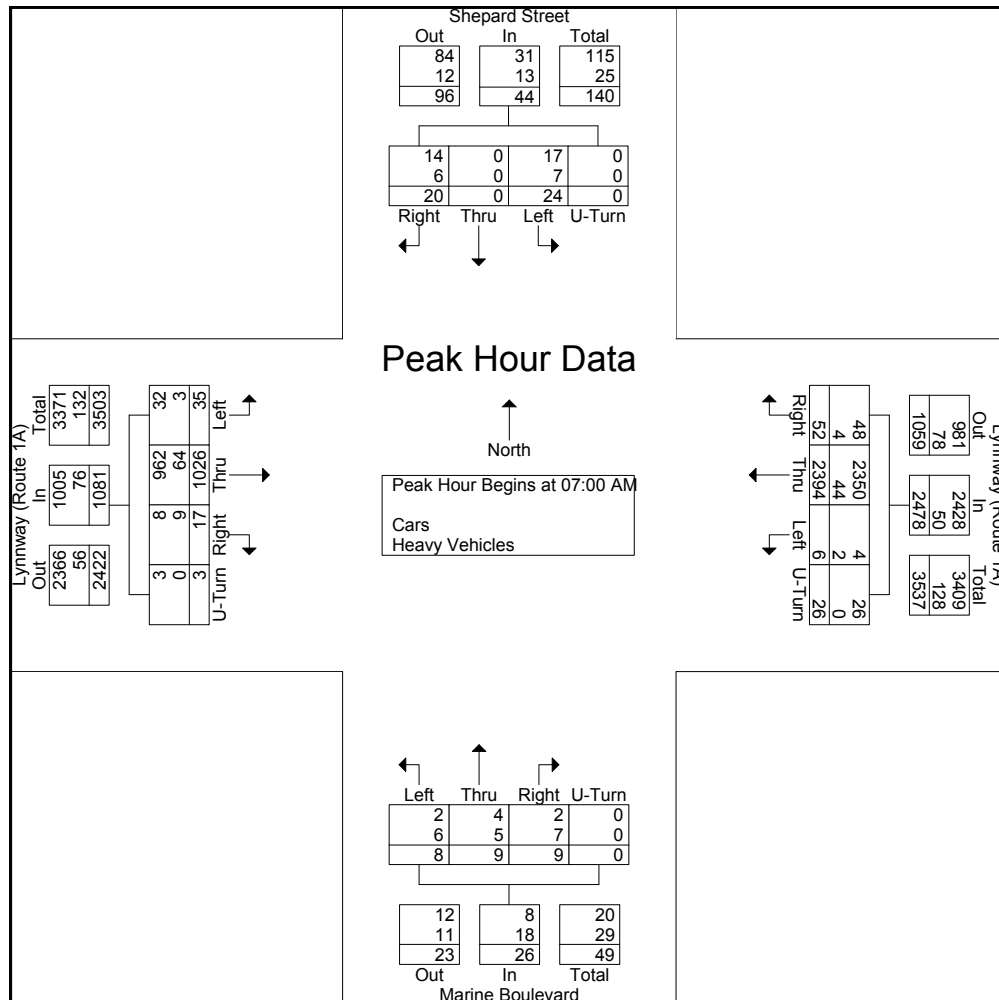 Shepard Street
Out In Total
84 31 115
12 13 25
96 44 140
14 0 17 0
6 0 7 0
20 0 24 0
Right Thru Left U-Turn
Peak Hour Data
North
Peak Hour Begins at 07:00 AM
Cars
Heavy Vehicles
Lynnway (Route 1A)
Total In Out
3371 1005 2366
132 76 56
3503 1081 2422
32 962 8 3
3 64 9 0
35 1026 17 3
Left Thru Right U-Turn
Lynnway (Route 1A)
Out In Total
981 2428 3409
78 50 128
1059 2478 3537
48 2350 4 26
4 44 2 0
52 2394 6 26
Right Thru Left U-Turn
Left Thru Right U-Turn
2 4 2 0
6 5 7 0
8 9 9 0
12 8 20
11 18 29
23 26 49
Out In Total
Marine Boulevard